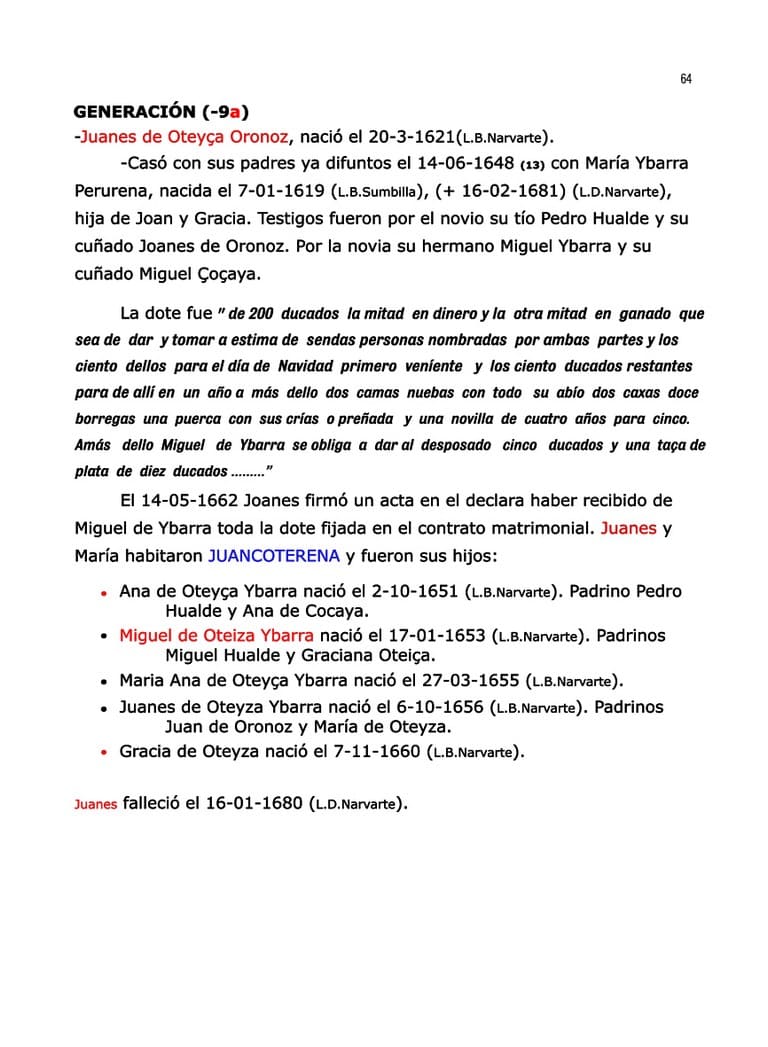 64
GENERACIÓN (-9a)
-Juanes de Oteyça Oronoz, nació el 20-3-1621(L.B.Narvarte).
-Casó con sus padres ya difuntos el 14-06-1648 (13) con María Ybarra
Perurena, nacida el 7-01-1619 (L.B.Sumbilla), (+ 16-02-1681) (L.D.Narvarte),
hija de Joan y Gracia. Testigos fueron por el novio su tío Pedro Hualde y su
cuñado Joanes de Oronoz. Por la novia su hermano Miguel Ybarra y su
cuñado Miguel Çoçaya.
La dote fue " de 200 ducados la mitad en dinero y la otra mitad en ganado que
sea de dar y tomar a estima de sendas personas nombradas por ambas partes y los
ciento dellos para el día de Navidad primero veníente y los ciento ducados restantes
para de allí en un año a más dello dos camas nuebas con todo su abío dos caxas doce
borregas una puerca con sus crías o preñada y una novilla de cuatro años para cinco.
Amás dello Miguel de Ybarra se obliga a dar al desposado cinco ducados y una taça de
plata de diez ducados ........."
El 14-05-1662 Joanes firmó un acta en el declara haber recibido de
Miguel de Ybarra toda la dote fijada en el contrato matrimonial. Juanes y
María habitaron JUANCOTERENA y fueron sus hijos:
• Ana de Oteyça Ybarra nació el 2-10-1651 (L.B.Narvarte). Padrino Pedro
Hualde y Ana de Cocaya.
• Miguel de Oteiza Ybarra nació el 17-01-1653 (L.B.Narvarte). Padrinos
Miguel Hualde y Graciana Oteiça.
• Maria Ana de Oteyça Ybarra nació el 27-03-1655 (L.B.Narvarte).
• Juanes de Oteyza Ybarra nació el 6-10-1656 (L.B.Narvarte). Padrinos
Juan de Oronoz y María de Oteyza.
• Gracia de Oteyza nació el 7-11-1660 (L.B.Narvarte).
Juanes falleció el 16-01-1680 (L.D.Narvarte).